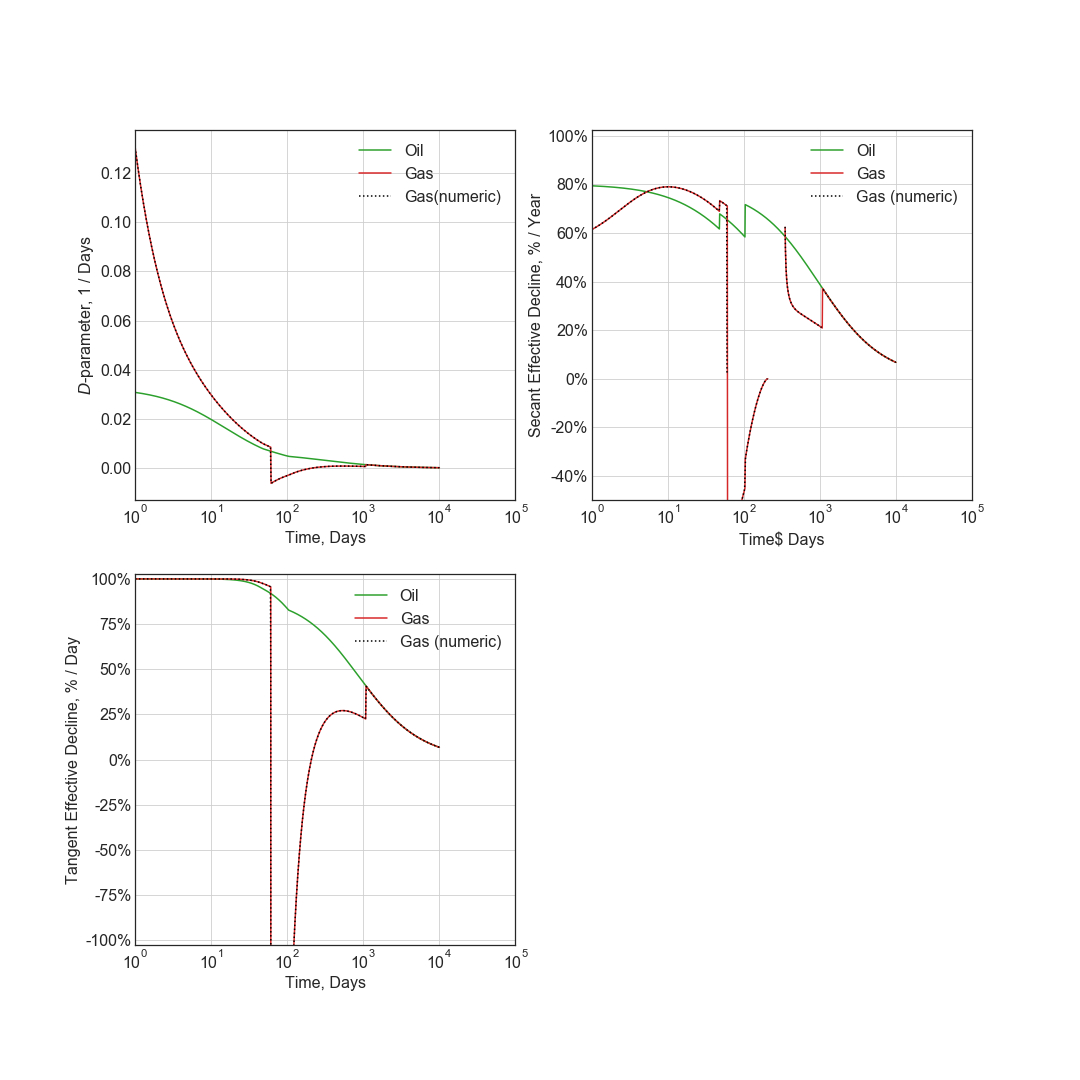 Oil
Gas
Gas(numeric)
0.12
0.10
0.08
0.06
0.04
0.02
0.00
D-parameter, 1 / Days
10^0 10^1 10^2 10^3 10^4 10^5
Time, Days
Oil
Gas
Gas (numeric)
100%
80%
60%
40%
20%
0%
-20%
-40%
Secant Effective Decline, % / Year
10^0 10^1 10^2 10^3 10^4 10^5
Time$ Days
Oil
Gas
Gas (numeric)
100%
75%
50%
25%
0%
-25%
-50%
-75%
-100%
Tangent Effective Decline, % / Day
10^0 10^1 10^2 10^3 10^4 10^5
Time, Days